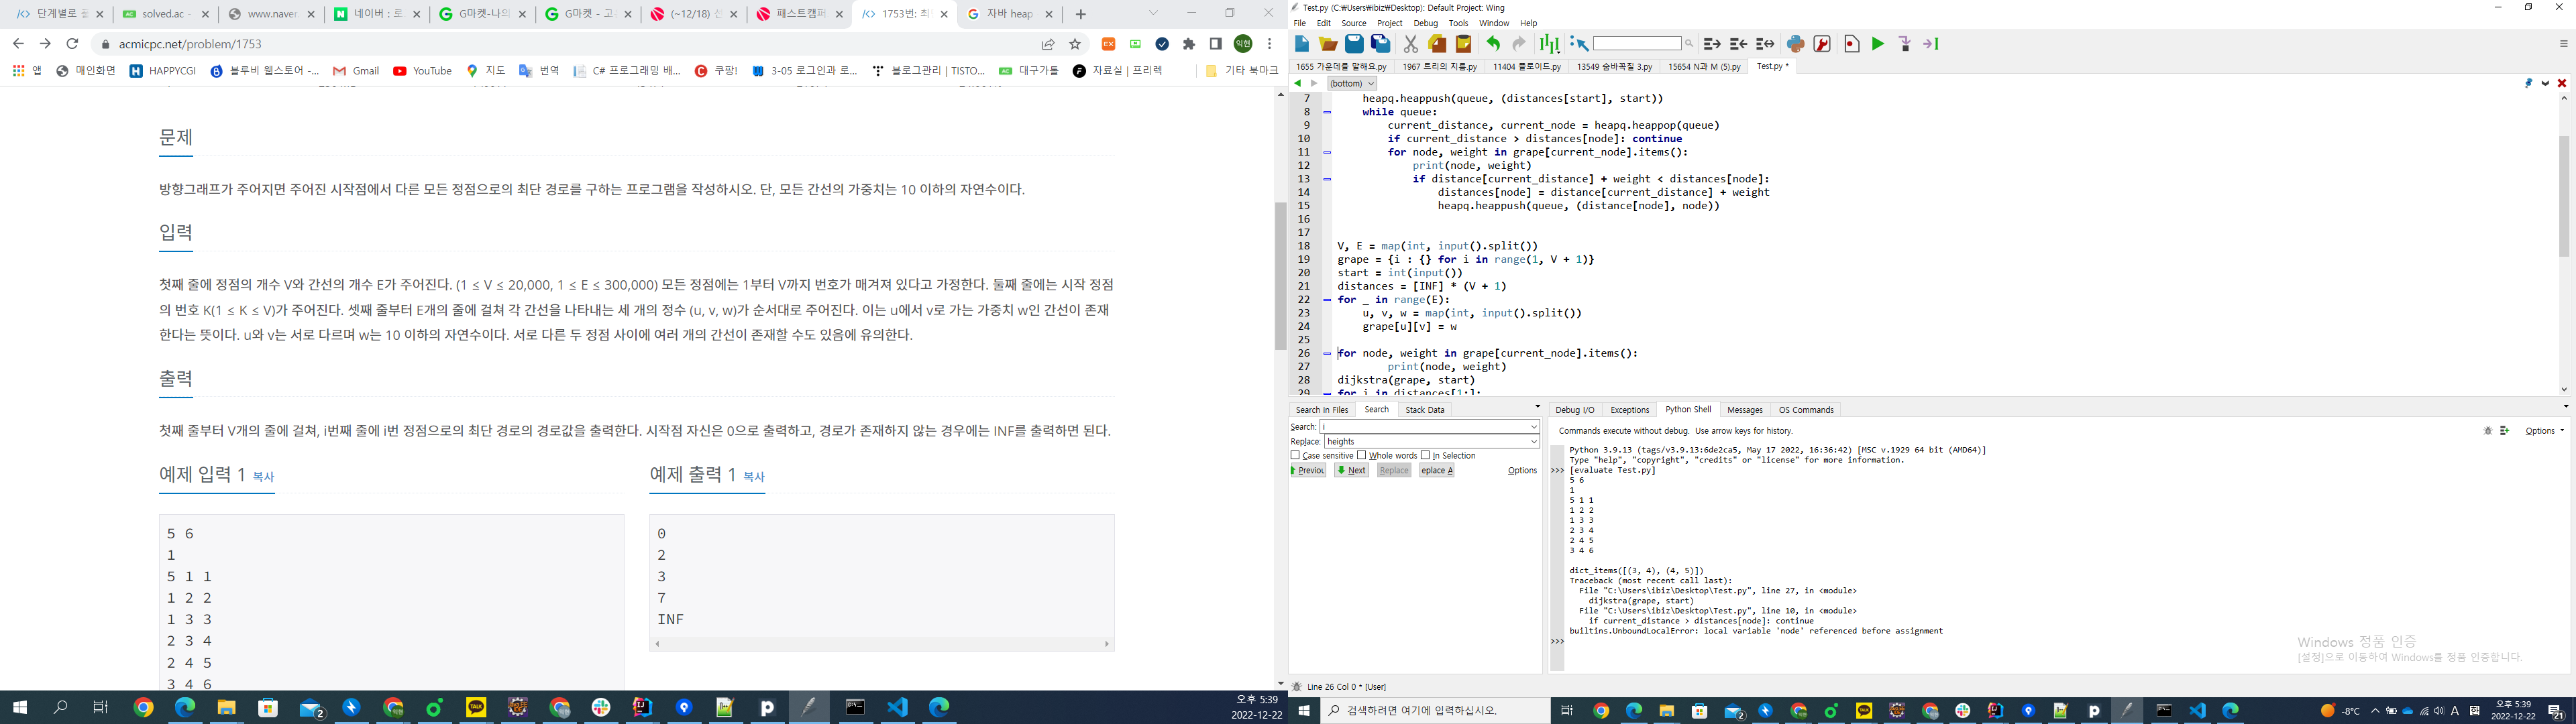 단계별로 풀
solved.ac -
www.naver.
네이버 : 로
G마켓-나의
G마켓 - 고
(~12/18) 신
패스트캠퍼
1753번: 최단
자바 heap
acmicpc.net/problem/1753
앱
매인화면
HAPPYCGI
볼루비 웹스토어 -...
Gmail
YouTube
지도
번역
C# 프로그래밍 배...
쿠팡!
3-05 로그인과 로...
블로그관리 | TISTO...
대구가톨
자료실 | 프리렉
기타 북마크
문제
방향그래프가 주어지면 주어진 시작점에서 다른 모든 정점으로의 최단 경로를 구하는 프로그램을 작성하시오. 단, 모든 간선의 가중치는 10 이하의 자연수이다.
입력
첫째 줄에 정점의 개수 V와 간선의 개수 E가 주어진다. (1 ≤ V ≤ 20,000, 1 ≤ E ≤ 300,000) 모든 정점에는 1부터 V까지 번호가 매겨져 있다고 가정한다. 둘째 줄에는 시작 정점
의 번호 K(1 ≤ K ≤ V)가 주어진다. 셋째 줄부터 E개의 줄에 걸쳐 각 간선을 나타내는 세 개의 정수 (u, v, w)가 순서대로 주어진다. 이는 u에서 v로 가는 가중치 w인 간선이 존재
한다는 뜻이다. u와 v는 서로 다르며 w는 10 이하의 자연수이다. 서로 다른 두 정점 사이에 여러 개의 간선이 존재할 수도 있음에 유의한다.
출력
첫째 줄부터 V개의 줄에 걸쳐, i번째 줄에 i번 정점으로의 최단 경로의 경로값을 출력한다. 시작점 자신은 0으로 출력하고, 경로가 존재하지 않는 경우에는 INF를 출력하면 된다.
예제 입력 1 복사
5 6
1
5 1 1
1 2 2
1 3 3
2 3 4
2 4 5
3 4 6
예제 출력 1 복사
0
2
3
7
INF
오후 5:39
2022-12-22
Test.py (C:₩Users₩ibiz₩Desktop): Default Project: Wing
File Edit Source Project Debug Tools Window Help
1655 가운데를 말해요.py
1967 트리의 지름.py
11404 플로이드.py
13549 숨바꼭질 3.py
15654 N과 M (5).py
Test.py *
(bottom)
7 heapq.heappush(queue, (distances[start], start))
8 while queue:
9 current_distance, current_node = heapq.heappop(queue)
10 if current_distance > distances[node]: continue
11 for node, weight in grape[current_node].items():
12 print(node, weight)
13 if distance[current_distance] + weight < distances[node]:
14 distances[node] = distance[current_distance] + weight
15 heapq.heappush(queue, (distance[node], node))
16
17
18 V, E = map(int, input().split())
19 grape = {i : {} for i in range(1, V + 1)}
20 start = int(input())
21 distances = [INF] * (V + 1)
22 for _ in range(E):
23 u, v, w = map(int, input().split())
24 grape[u][v] = w
25
26 for node, weight in grape[current_node].items():
27 print(node, weight)
28 dijkstra(grape, start)
29 for i in distances[1:]:
Search in Files Search Stack Data
Search: i
Replace: heights
Case sensitive Whole words In Selection
Previou Next Replace eplace A Options
Debug I/O Exceptions Python Shell Messages OS Commands
Commands execute without debug. Use arrow keys for history.
Options
Python 3.9.13 (tags/v3.9.13:6de2ca5, May 17 2022, 16:36:42) [MSC v.1929 64 bit (AMD64)]
Type "help", "copyright", "credits" or "license" for more information.
>>> [evaluate Test.py]
5 6
1
5 1 1
1 2 2
1 3 3
2 3 4
2 4 5
3 4 6
dict_items([(3, 4), (4, 5)])
Traceback (most recent call last):
File "C:\Users\ibiz\Desktop\Test.py", line 27, in <module>
dijkstra(grape, start)
File "C:\Users\ibiz\Desktop\Test.py", line 10, in <module>
if current_distance > distances[node]: continue
builtins.UnboundLocalError: local variable 'node' referenced before assignment
>>>
Windows 정품 인증
[설정]으로 이동하여 Windows를 정품 인증합니다.
Line 26 Col 0 * [User]
검색하려면 여기에 입력하십시오.
-8°C
오후 5:39
2022-12-22